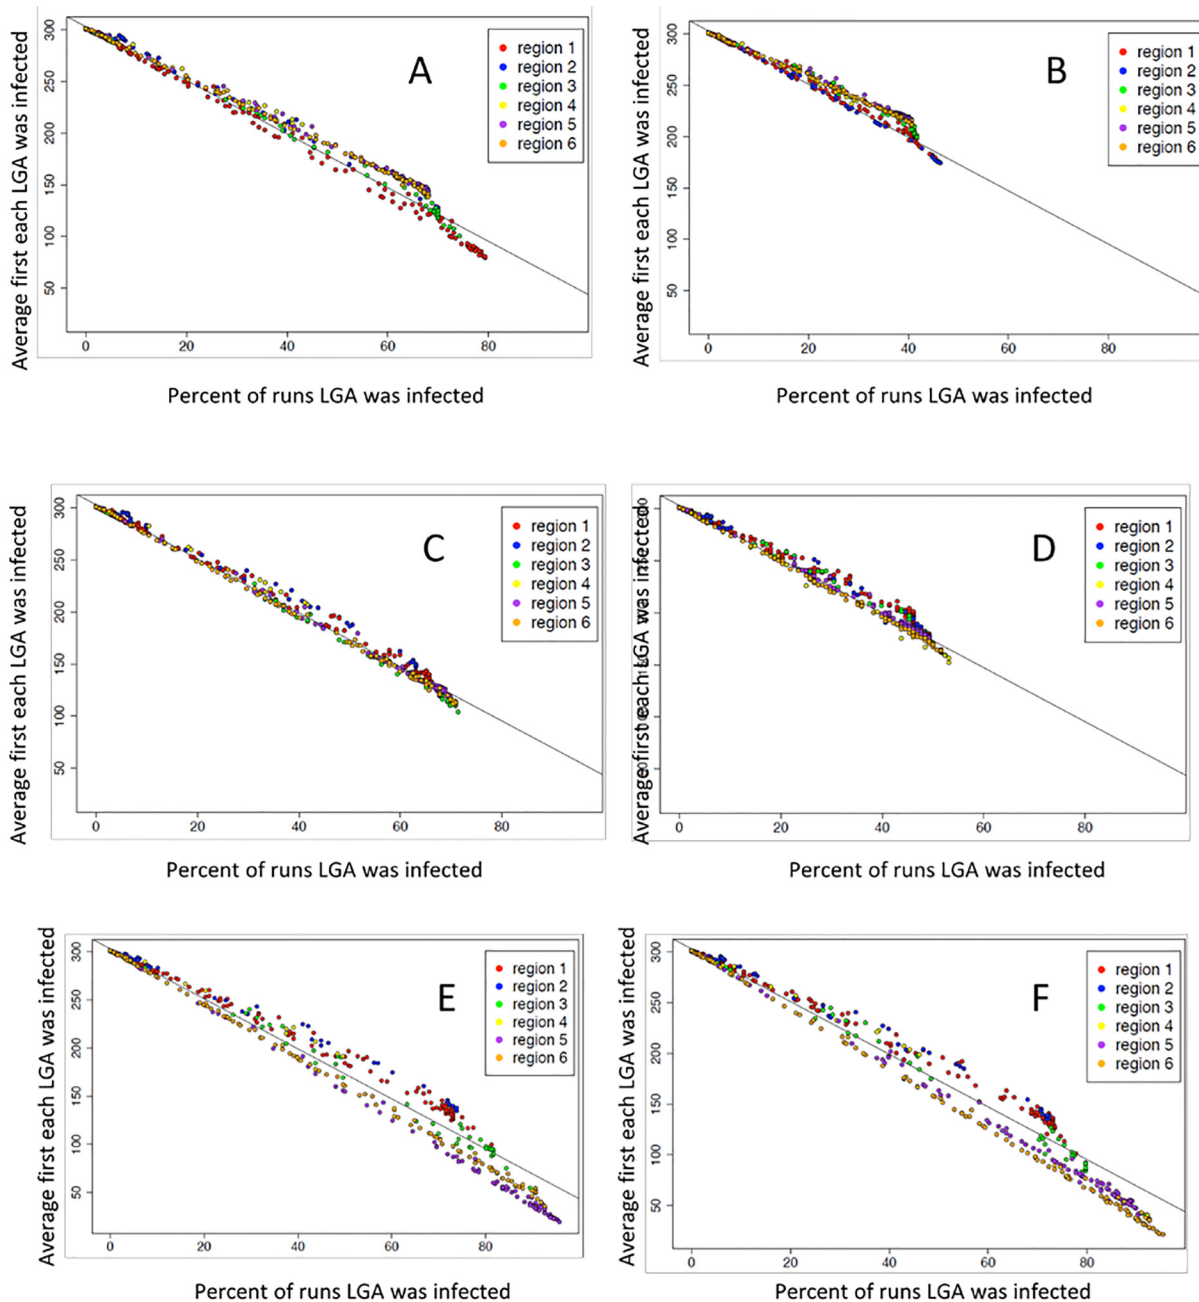 A
Average first each LGA was infected
300
250
200
150
100
50
region 1
region 2
region 3
region 4
region 5
region 6
0 20 40 60 80
Percent of runs LGA was infected
B
Average first each LGA was infected
300
250
200
150
100
50
region 1
region 2
region 3
region 4
region 5
region 6
0 20 40 60 80
Percent of runs LGA was infected
C
Average first each LGA was infected
300
250
200
150
100
50
region 1
region 2
region 3
region 4
region 5
region 6
0 20 40 60 80
Percent of runs LGA was infected
D
Average first each LGA was infected
region 1
region 2
region 3
region 4
region 5
region 6
0 20 40 60 80
Percent of runs LGA was infected
E
Average first each LGA was infected
300
250
200
150
100
50
region 1
region 2
region 3
region 4
region 5
region 6
0 20 40 60 80
Percent of runs LGA was infected
F
Average first each LGA was infected
300
250
200
150
100
50
region 1
region 2
region 3
region 4
region 5
region 6
0 20 40 60 80
Percent of runs LGA was infected